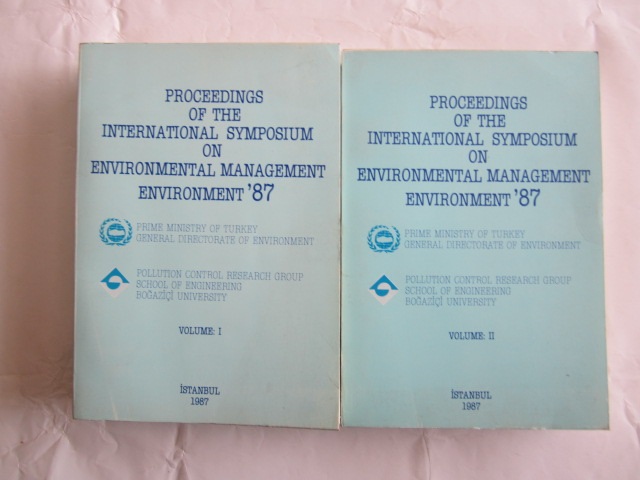 PROCEEDINGS
OF THE
INTERNATIONAL SYMPOSIUM
ON
ENVIRONMENTAL MANAGEMENT
ENVIRONMENT '87
PRIME MINISTRY OF TURKEY
GENERAL DIRECTORATE OF ENVIRONMENT
POLLUTION CONTROL RESEARCH GROUP
SCHOOL OF ENGINEERING
BOĞAZİÇİ UNIVERSITY
VOLUME: I
İSTANBUL
1987
PROCEEDINGS
OF THE
INTERNATIONAL SYMPOSIUM
ON
ENVIRONMENTAL MANAGEMENT
ENVIRONMENT '87
PRIME MINISTRY OF TURKEY
GENERAL DIRECTORATE OF ENVIRONMENT
POLLUTION CONTROL RESEARCH GROUP
SCHOOL OF ENGINEERING
BOĞAZİÇİ UNIVERSITY
VOLUME: II
İSTANBUL
1987